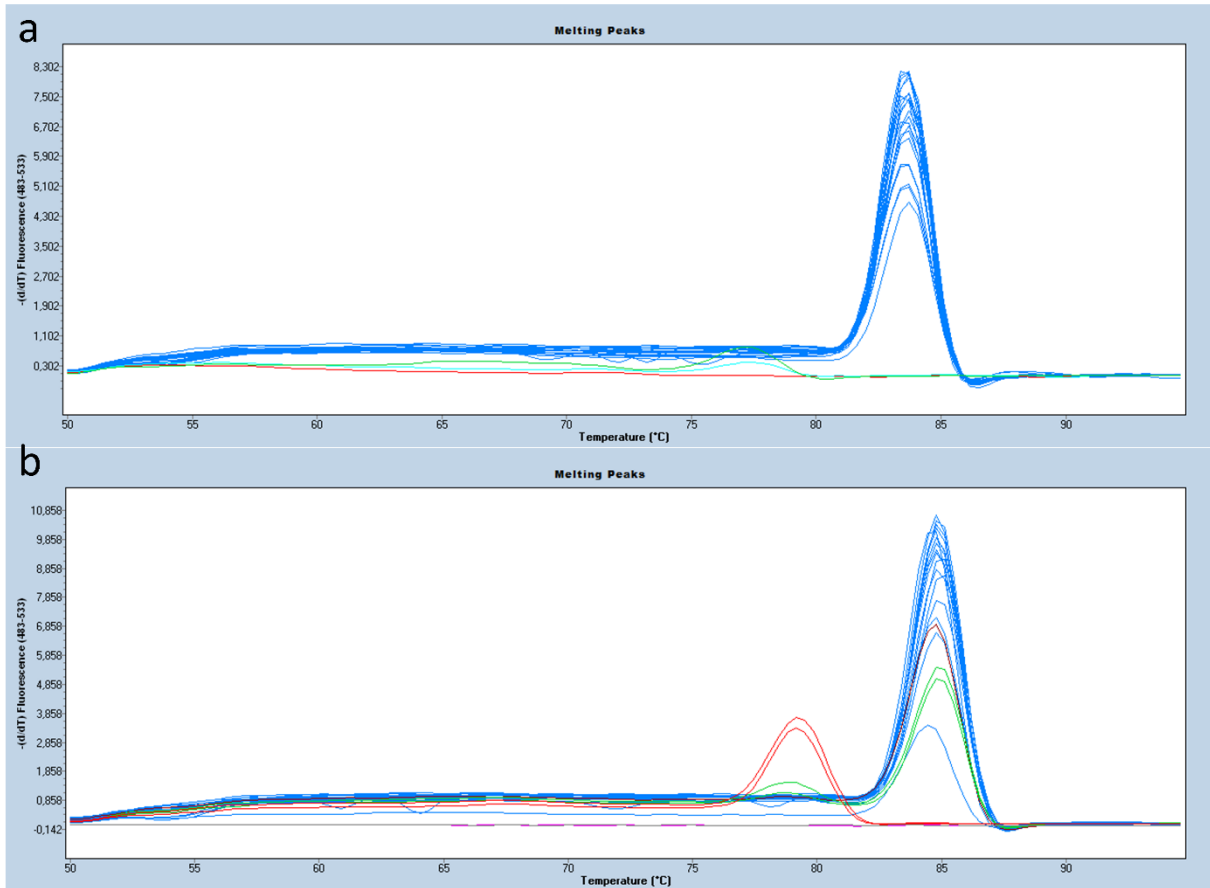 a
Melting Peaks
8,302
7,502
6,702
5,902
5,102
4,302
3,502
2,702
1,902
1,102
0,302
-(d/dT) Fluorescence (483-533)
50 55 60 65 70 75 80 85 90
Temperature (°C)
b
Melting Peaks
10,858
9,858
8,858
7,858
6,858
5,858
4,858
3,858
2,858
1,858
0,858
-0,142
-(d/dT) Fluorescence (483-533)
50 55 60 65 70 75 80 85 90
Temperature (°C)